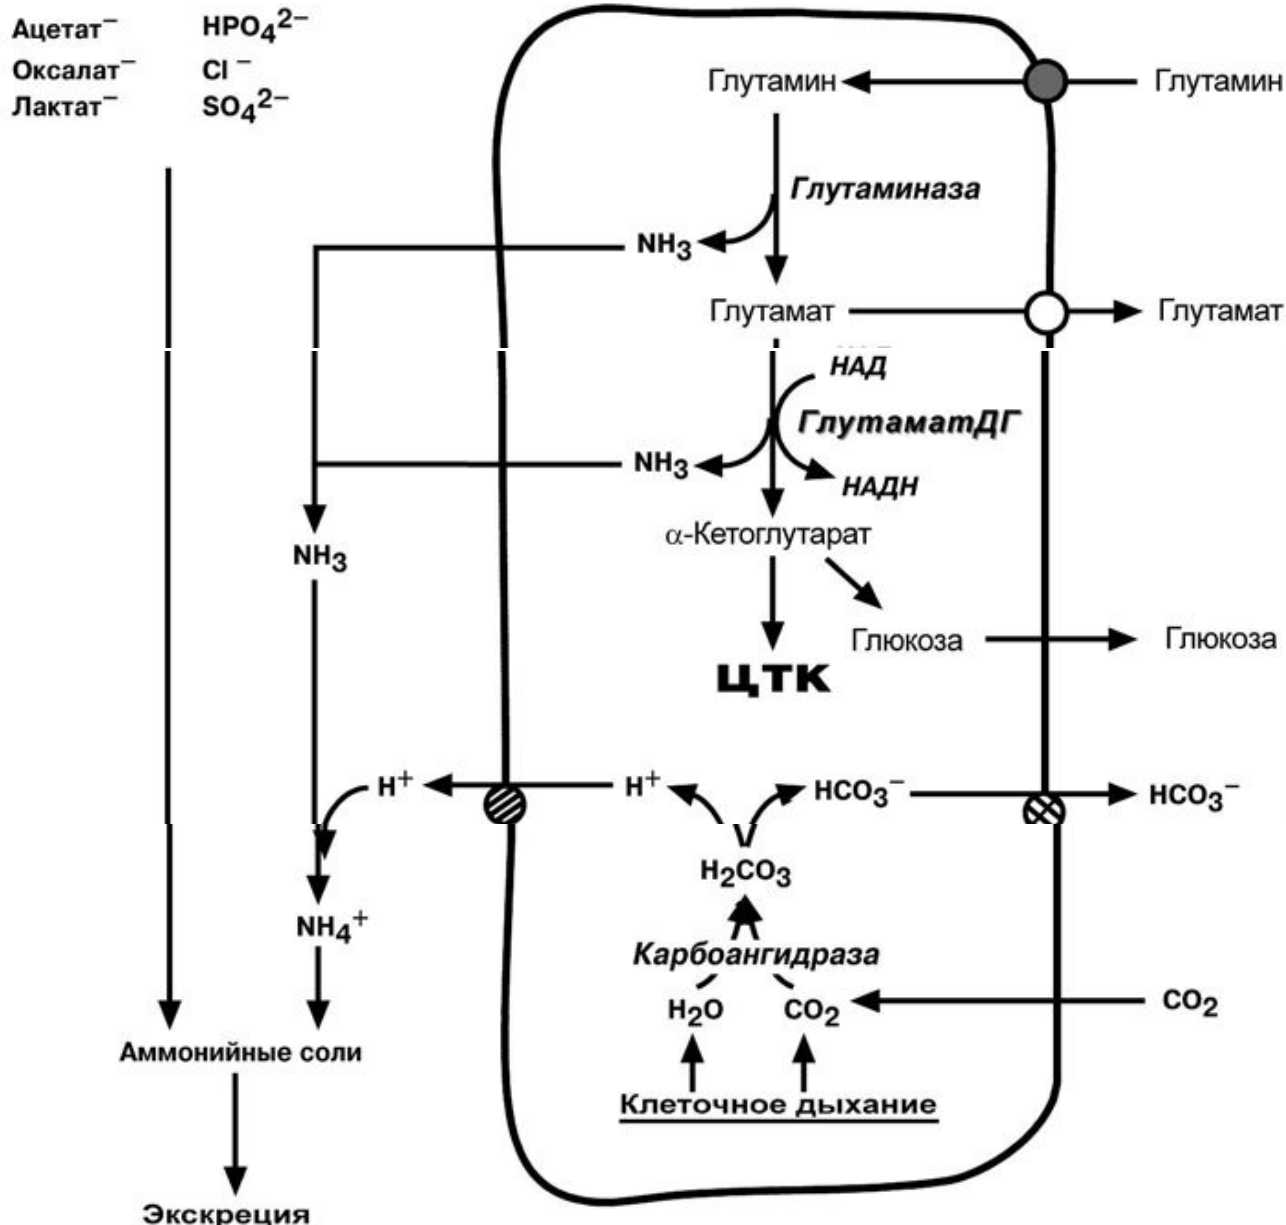 Ацетат⁻ HPO₄²⁻
Оксалат⁻ Cl⁻
Лактат⁻ SO₄²⁻
Глутамин Глутамин
Глутаминаза
NH₃
Глутамат Глутамат
НАД
ГлутаматДГ
NH₃
НАДН
α-Кетоглутарат
NH₃
Глюкоза Глюкоза
ЦТК
H⁺ H⁺ HCO₃⁻ HCO₃⁻
H₂CO₃
NH₄⁺
Карбоангидраза
H₂O CO₂ CO₂
Аммонийные соли
Клеточное дыхание
Экскреция